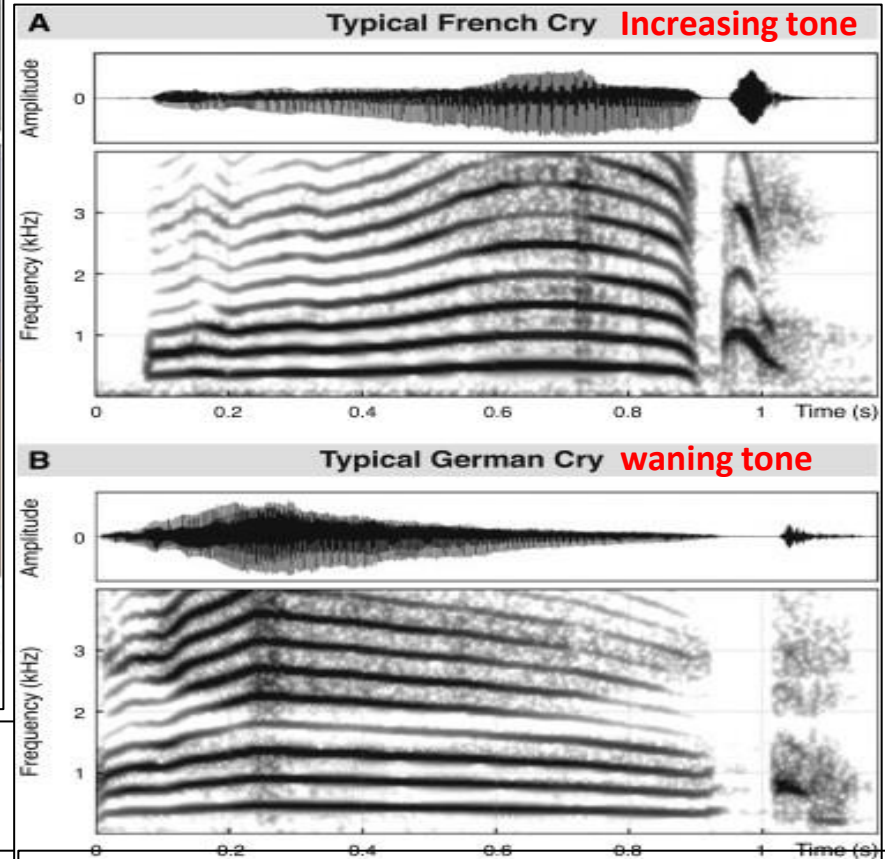 A Typical French Cry Increasing tone
Amplitude
0
Frequency (kHz)
3
2
1
0 0.2 0.4 0.6 0.8 1 Time (s)
B Typical German Cry waning tone
Amplitude
0
Frequency (kHz)
3
2
1
0 0.2 0.4 0.6 0.8 1 Time (s)